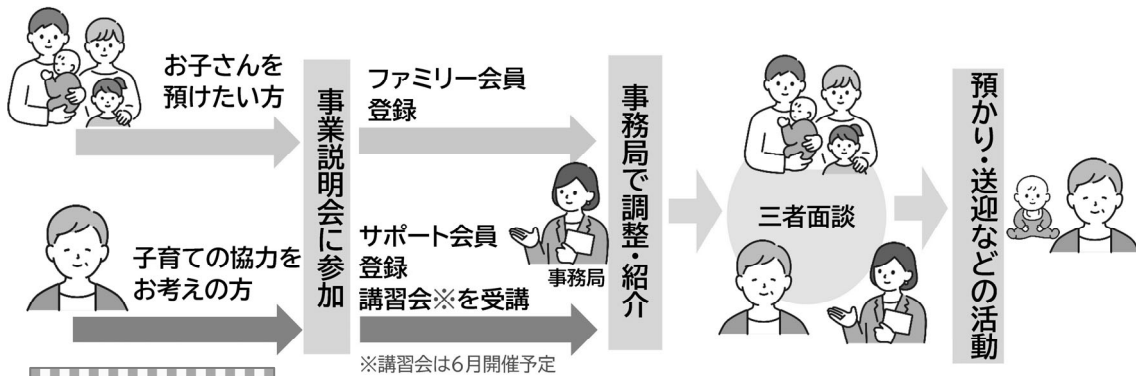 お子さんを
預けたい方
子育ての協力を
お考えの方
事業説明会に参加
ファミリー会員
登録
サポート会員
登録
講習会※を受講
※講習会は6月開催予定
事務局
事務局で調整・紹介
三者面談
預かり・送迎などの活動